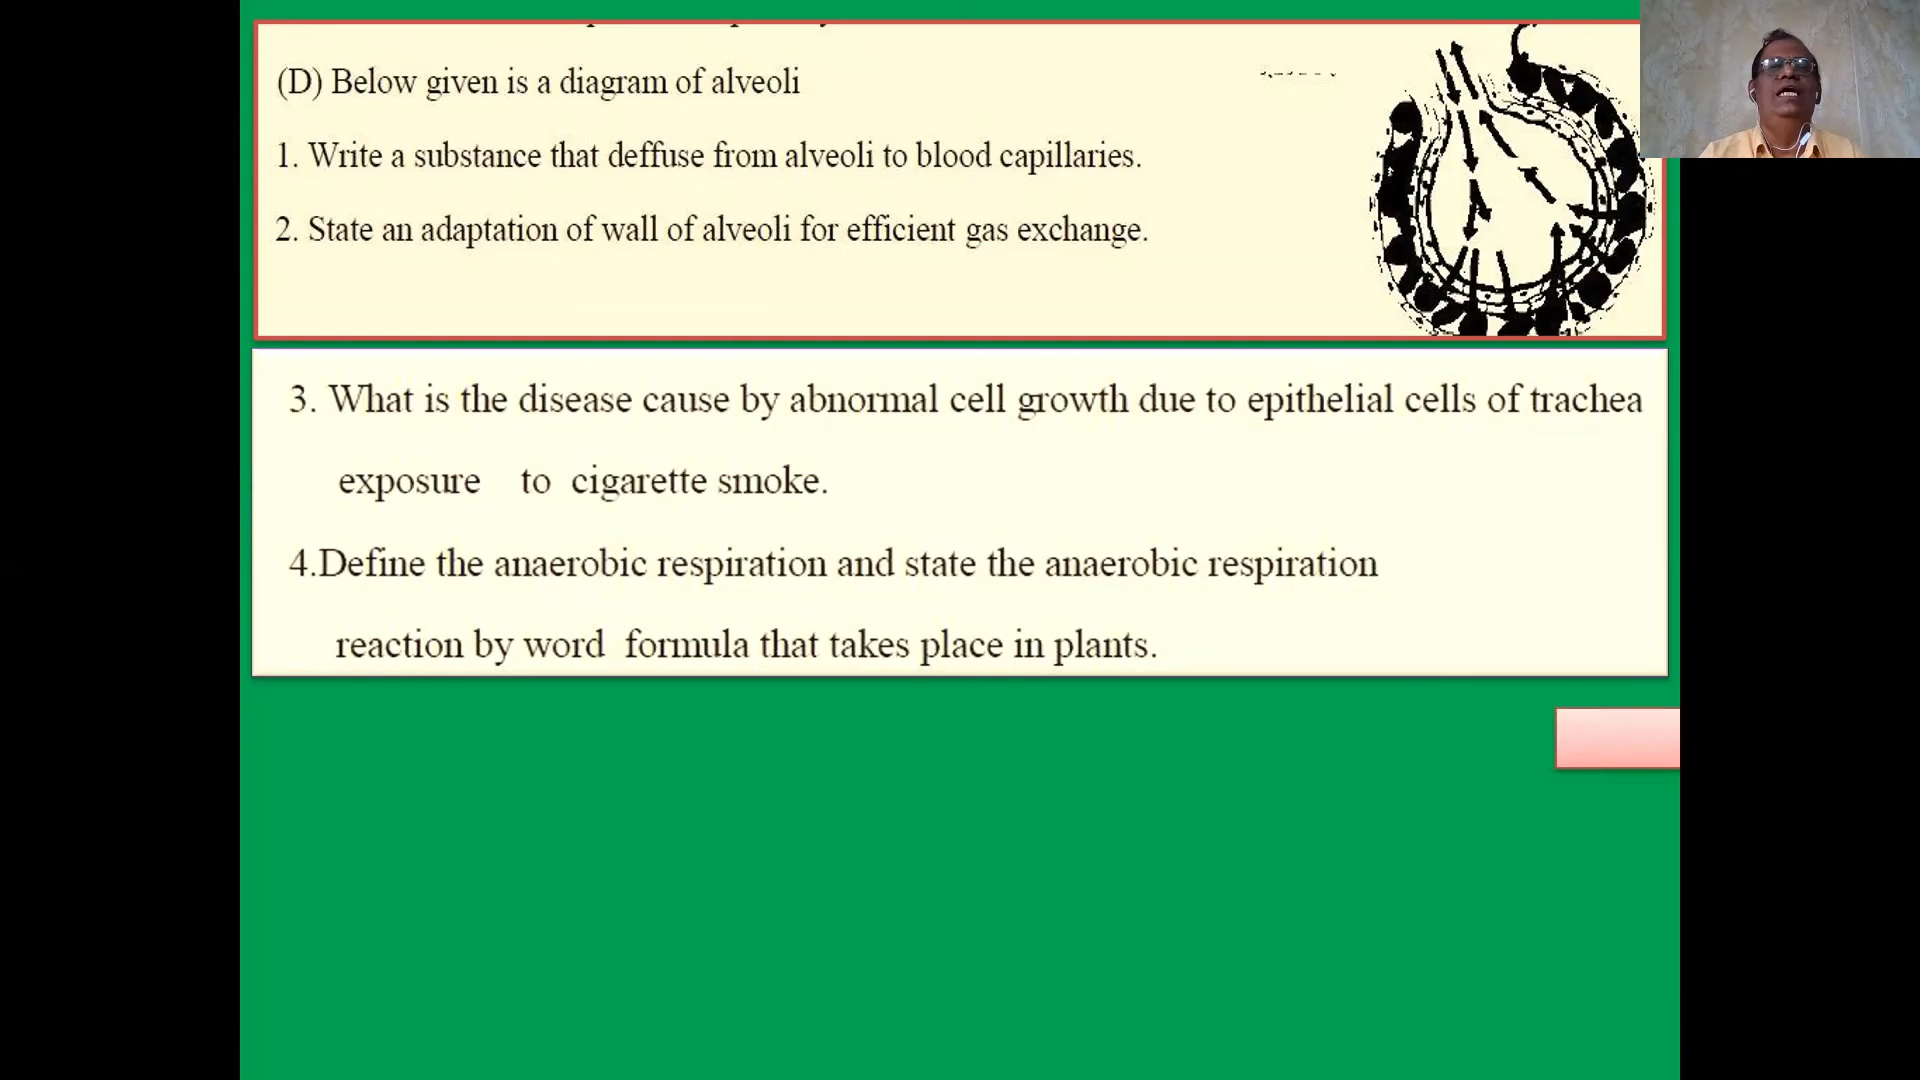 (D) Below given is a diagram of alveoli
1. Write a substance that deffuse from alveoli to blood capillaries.
2. State an adaptation of wall of alveoli for efficient gas exchange.
3. What is the disease cause by abnormal cell growth due to epithelial cells of trachea
exposure to cigarette smoke.
4.Define the anaerobic respiration and state the anaerobic respiration
reaction by word formula that takes place in plants.